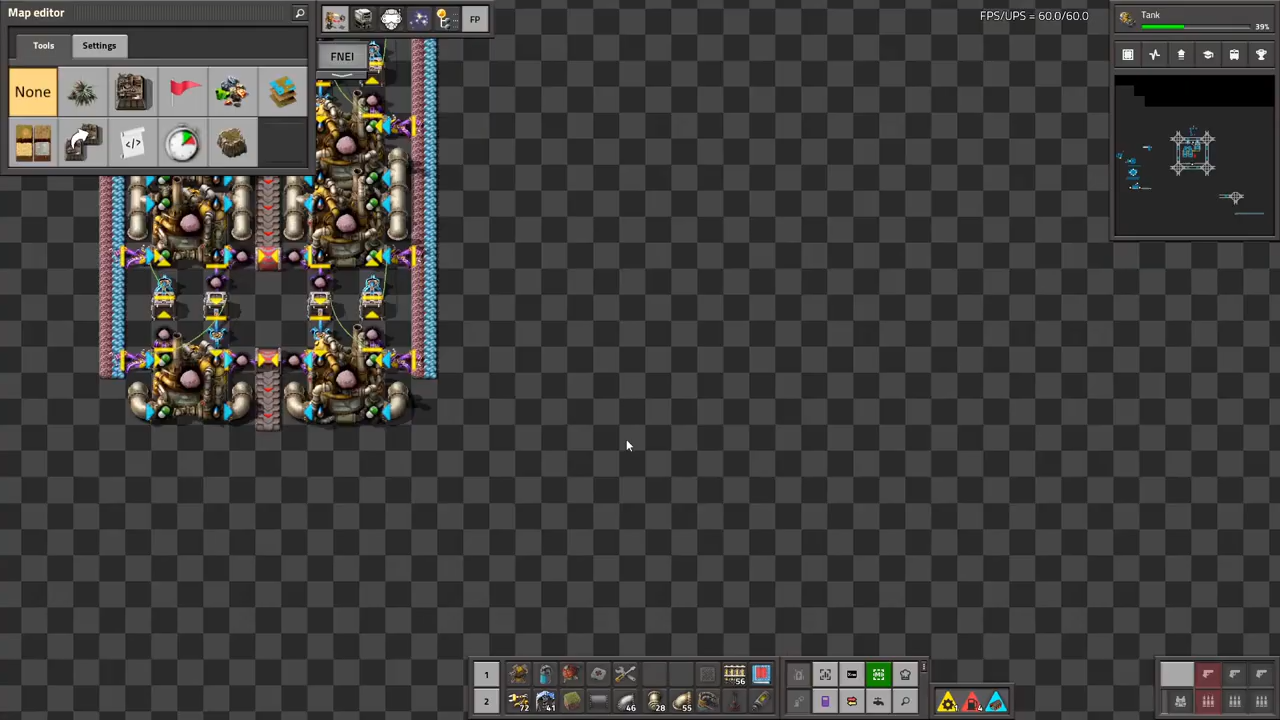 Map editor
FP
FPS/UPS = 60.0/60.0
Tank
39%
Tools
Settings
FNEI
None
</>
1
56
2
72
41
46
28
55